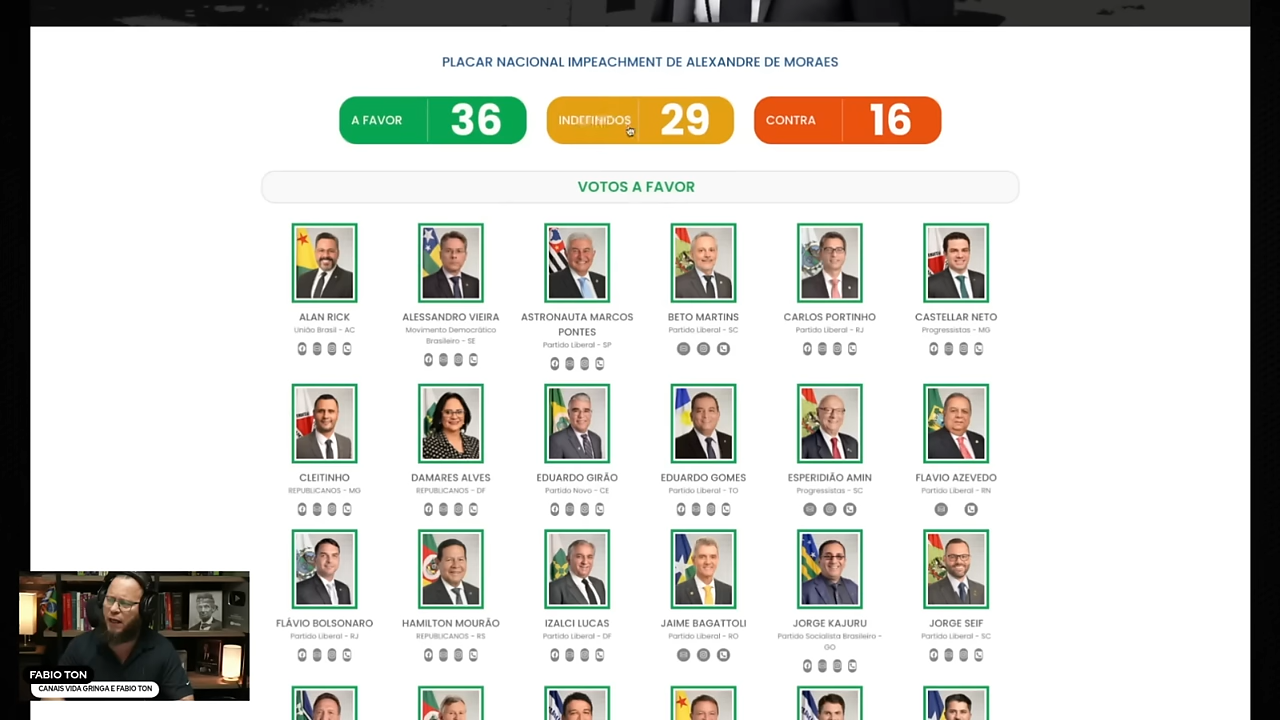 PLACAR NACIONAL IMPEACHMENT DE ALEXANDRE DE MORAES
A FAVOR 36
INDEFINIDOS 29
CONTRA 16
VOTOS A FAVOR
ALAN RICK
União Brasil - AC
ALESSANDRO VIEIRA
Movimento Democrático
Brasileiro - SE
ASTRONAUTA MARCOS
PONTES
Partido Liberal - SP
BETO MARTINS
Partido Liberal - SC
CARLOS PORTINHO
Partido Liberal - RJ
CASTELLAR NETO
Progressistas - MG
CLEITINHO
REPUBLICANOS - MG
DAMARES ALVES
REPUBLICANOS - DF
EDUARDO GIRÃO
Partido Novo - CE
EDUARDO GOMES
Partido Liberal - TO
ESPERIDIÃO AMIN
Progressistas - SC
FLAVIO AZEVEDO
Partido Liberal - RN
FLÁVIO BOLSONARO
Partido Liberal - RJ
HAMILTON MOURÃO
REPUBLICANOS - RS
IZALCI LUCAS
Partido Liberal - DF
JAIME BAGATTOLI
Partido Liberal - RO
JORGE KAJURU
Partido Socialista Brasileiro -
GO
JORGE SEIF
Partido Liberal - SC
FABIO TON
CANAIS VIDA GRINGA E FABIO TON